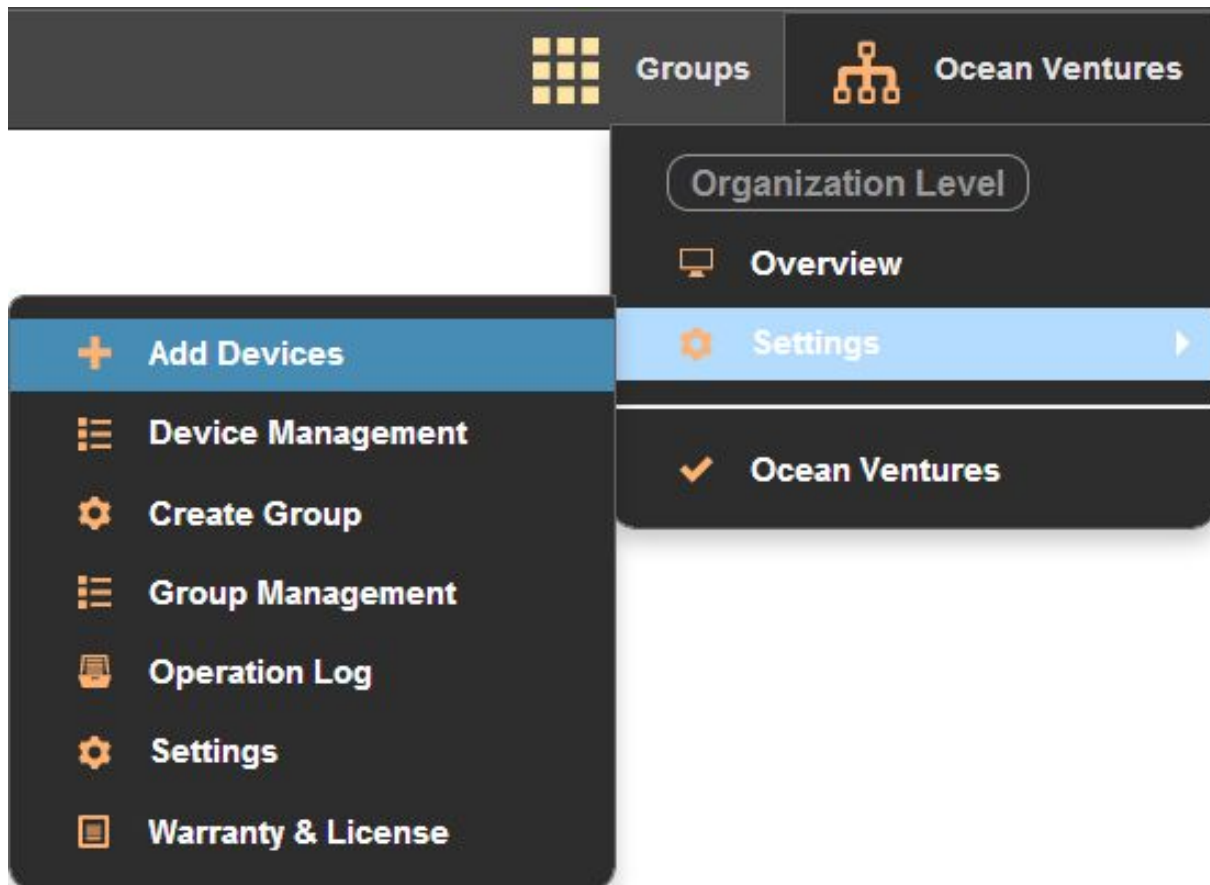 Groups
Ocean Ventures
Organization Level
Overview
Settings
Ocean Ventures
Add Devices
Device Management
Create Group
Group Management
Operation Log
Settings
Warranty & License